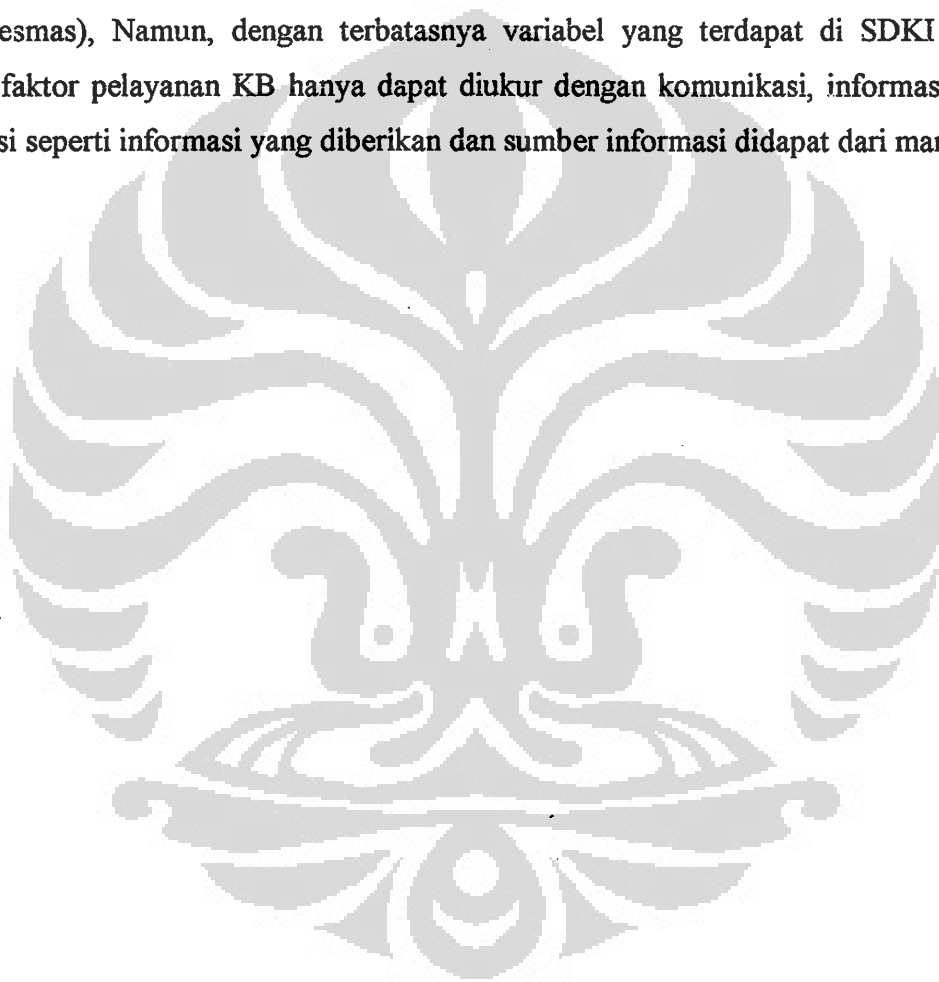 esmas), Namun, dengan terbatasnya variabel yang terdapat di SDKI
faktor pelayanan KB hanya dapat diukur dengan komunikasi, informas
si seperti informasi yang diberikan dan sumber informasi didapat dari mar